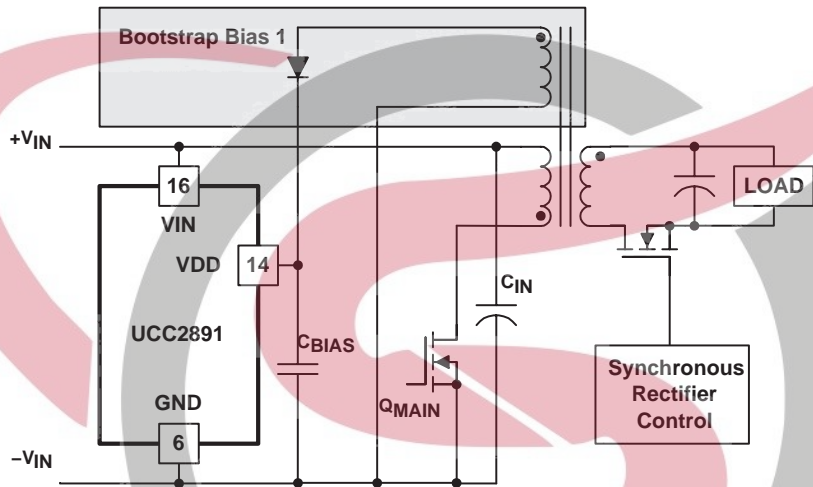 Bootstrap Bias 1
+VIN
16
VIN
VDD
14
LOAD
CIN
UCC2891
CBIAS
Synchronous
Rectifier
Control
QMAIN
GND
6
−VIN